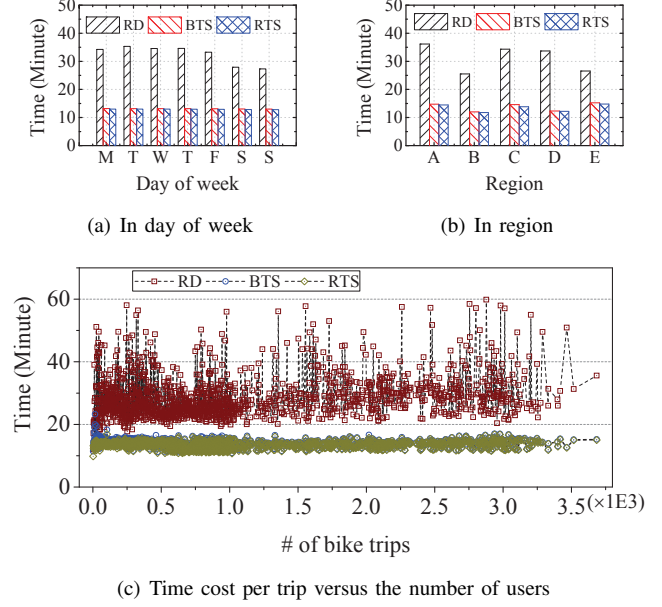 50
40
30
20
10
0
Time (Minute)
RD BTS RTS
M T W T F S S
Day of week
(a) In day of week
50
40
30
20
10
0
Time (Minute)
RD BTS RTS
A B C D E
Region
(b) In region
60
40
20
0
Time (Minute)
RD BTS RTS
0.0 0.5 1.0 1.5 2.0 2.5 3.0 3.5 (×1E3)
# of bike trips
(c) Time cost per trip versus the number of users